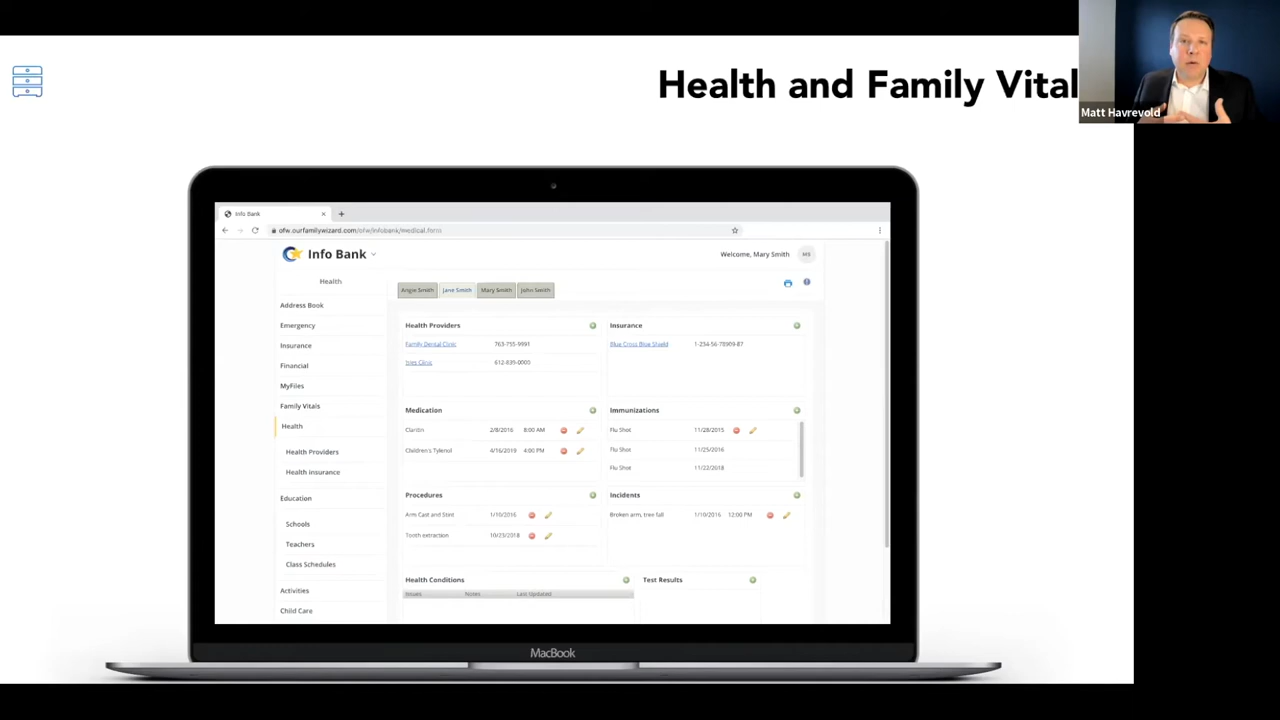 Health and Family Vital
Matt Havrevold
Info Bank
ofw.ourfamilywizard.com/ofw/infobank/medical.form
Info Bank
Welcome, Mary Smith
MS
Health
Angie Smith
Jane Smith
Mary Smith
John Smith
Address Book
Emergency
Insurance
Financial
MyFiles
Family Vitals
Health
Health Providers
Health Insurance
Education
Schools
Teachers
Class Schedules
Activities
Child Care
Health Providers
Family Dental Clinic 763-755-9991
Ives Clinic 612-839-0000
Insurance
Blue Cross Blue Shield 1-234-56-78909-87
Medication
Claritin 2/8/2016 8:00 AM
Children's Tylenol 4/16/2019 4:00 PM
Immunizations
Flu Shot 11/28/2015
Flu Shot 11/25/2016
Flu Shot 11/22/2018
Procedures
Arm Cast and Stint 1/10/2016
Tooth extraction 10/23/2018
Incidents
Broken arm, tree fall 1/10/2016 12:00 PM
Health Conditions
Issues Notes Last Updated
Test Results
MacBook